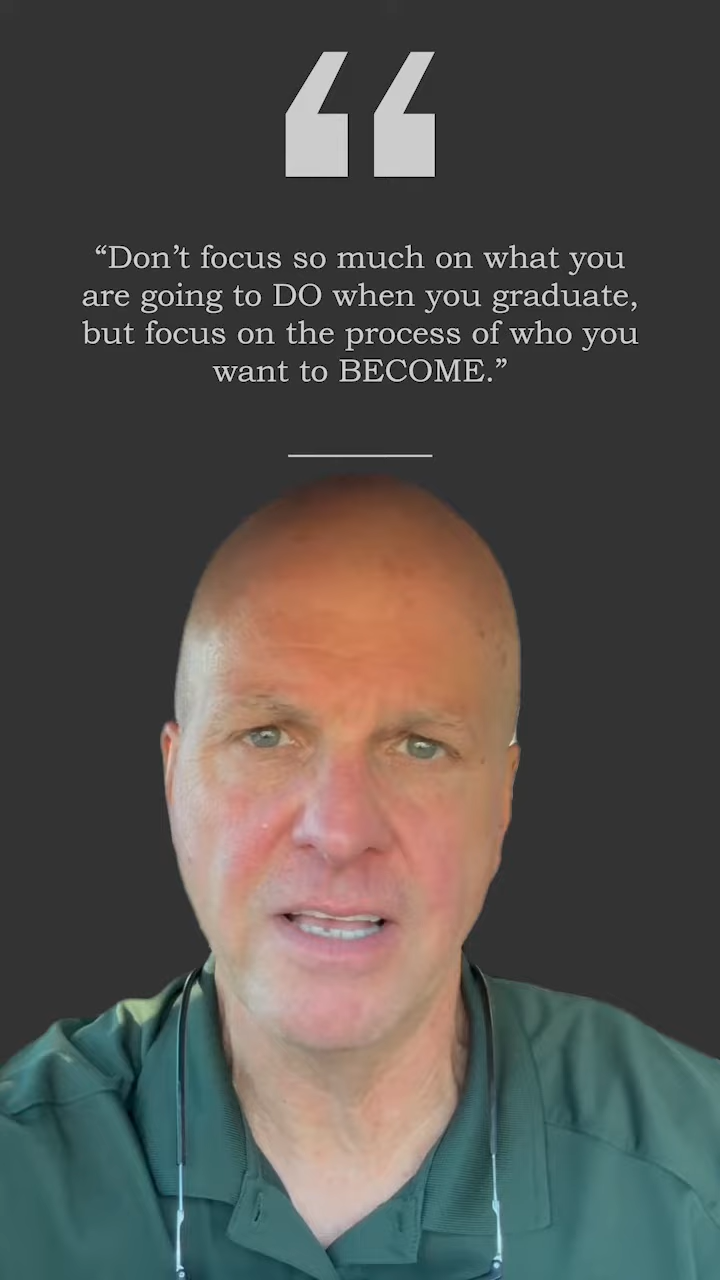 “Don’t focus so much on what you
are going to DO when you graduate,
but focus on the process of who you
want to BECOME.”